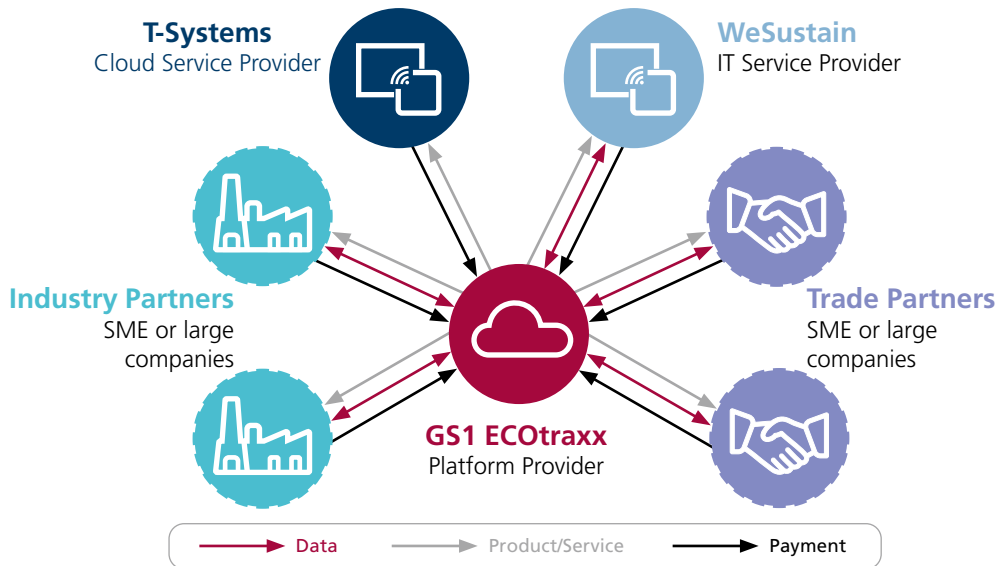 T-Systems
Cloud Service Provider
WeSustain
IT Service Provider
Industry Partners
SME or large
companies
Trade Partners
SME or large
companies
GS1 ECOtraxx
Platform Provider
Data
Product/Service
Payment